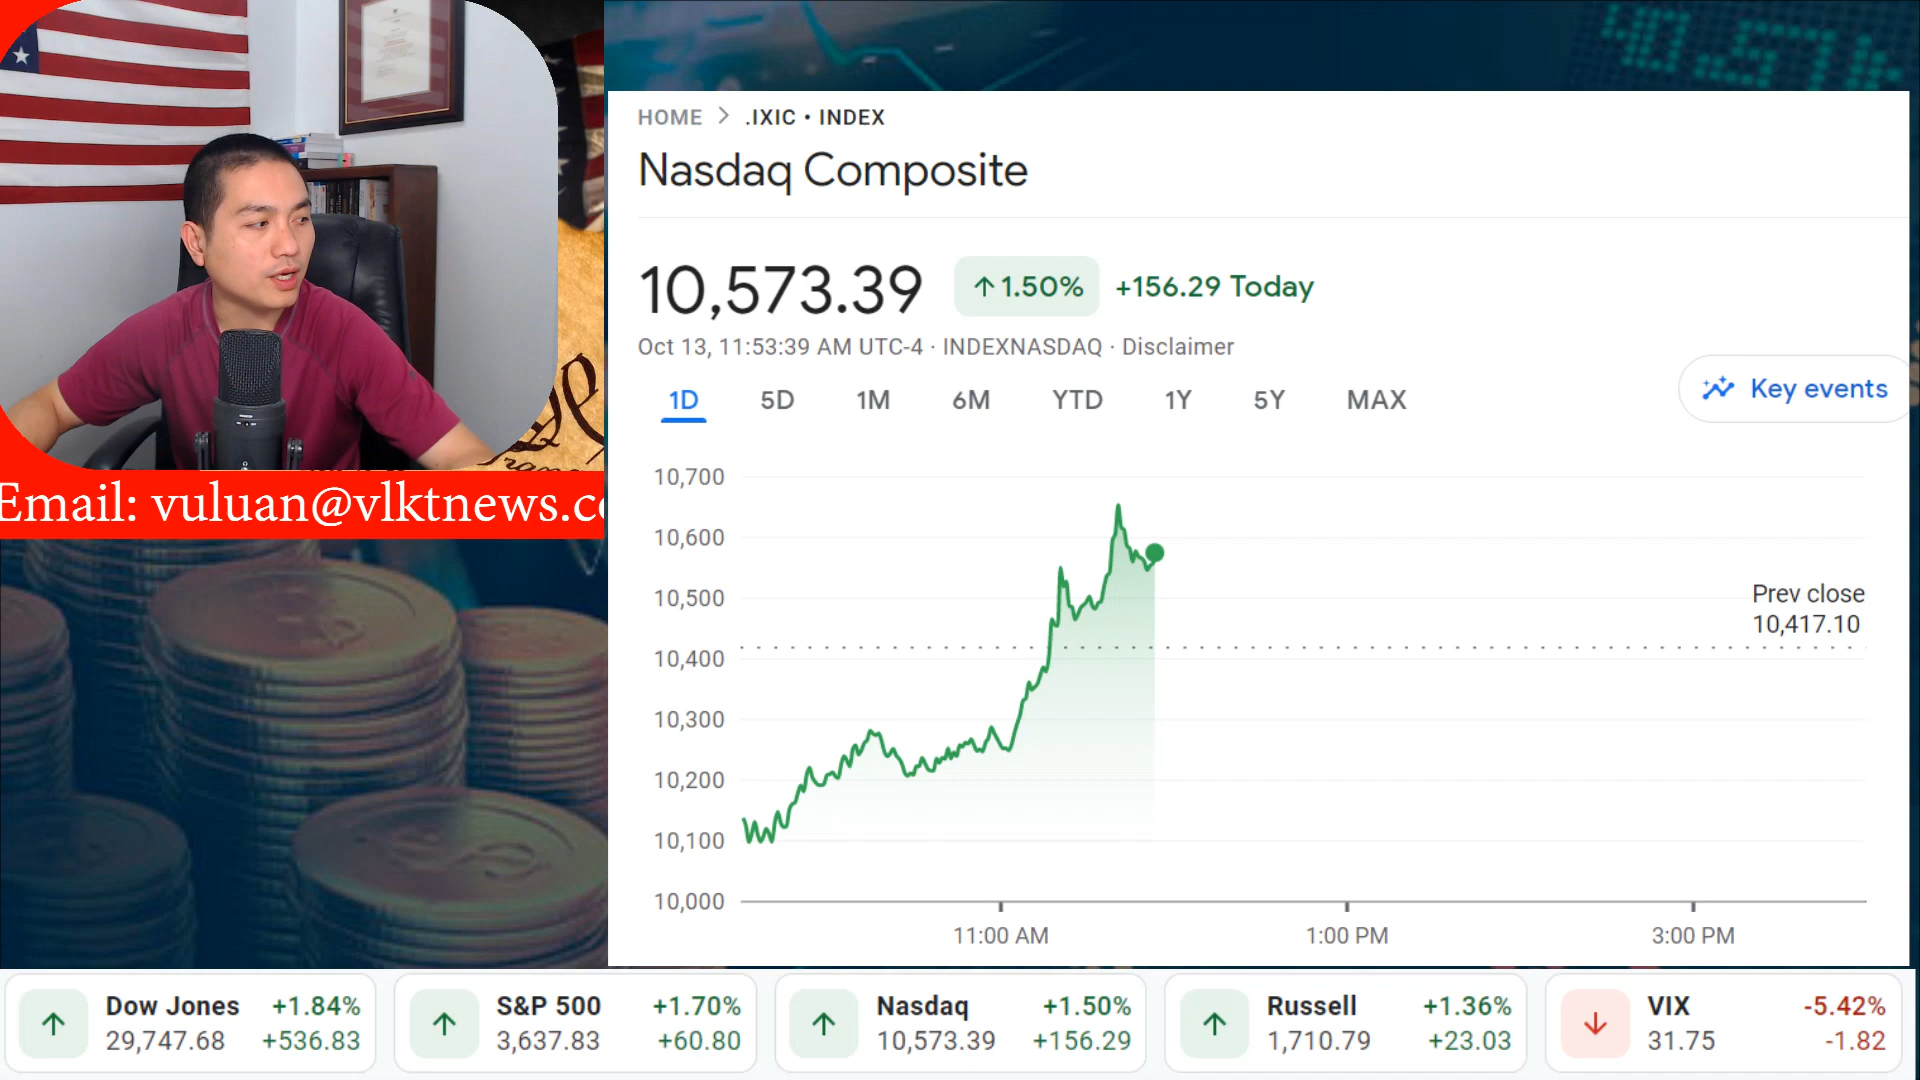 HOME > .IXIC • INDEX
Nasdaq Composite
10,573.39 ↑ 1.50% +156.29 Today
Oct 13, 11:53:39 AM UTC-4 · INDEXNASDAQ · Disclaimer
1D 5D 1M 6M YTD 1Y 5Y MAX
Key events
10,700
10,600
10,500
10,400
10,300
10,200
10,100
10,000
Prev close
10,417.10
11:00 AM 1:00 PM 3:00 PM
Email: vuluan@vlktnews.co
Dow Jones +1.84%
29,747.68 +536.83
S&P 500 +1.70%
3,637.83 +60.80
Nasdaq +1.50%
10,573.39 +156.29
Russell +1.36%
1,710.79 +23.03
VIX -5.42%
31.75 -1.82